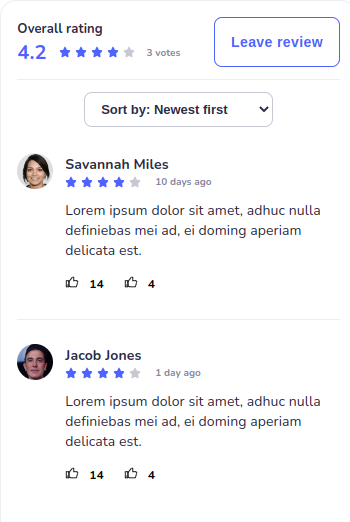 Overall rating
4.2 3 votes
Leave review
Sort by: Newest first
Savannah Miles
10 days ago
Lorem ipsum dolor sit amet, adhuc nulla
definiebas mei ad, ei doming aperiam
delicata est.
14 4
Jacob Jones
1 day ago
Lorem ipsum dolor sit amet, adhuc nulla
definiebas mei ad, ei doming aperiam
delicata est.
14 4